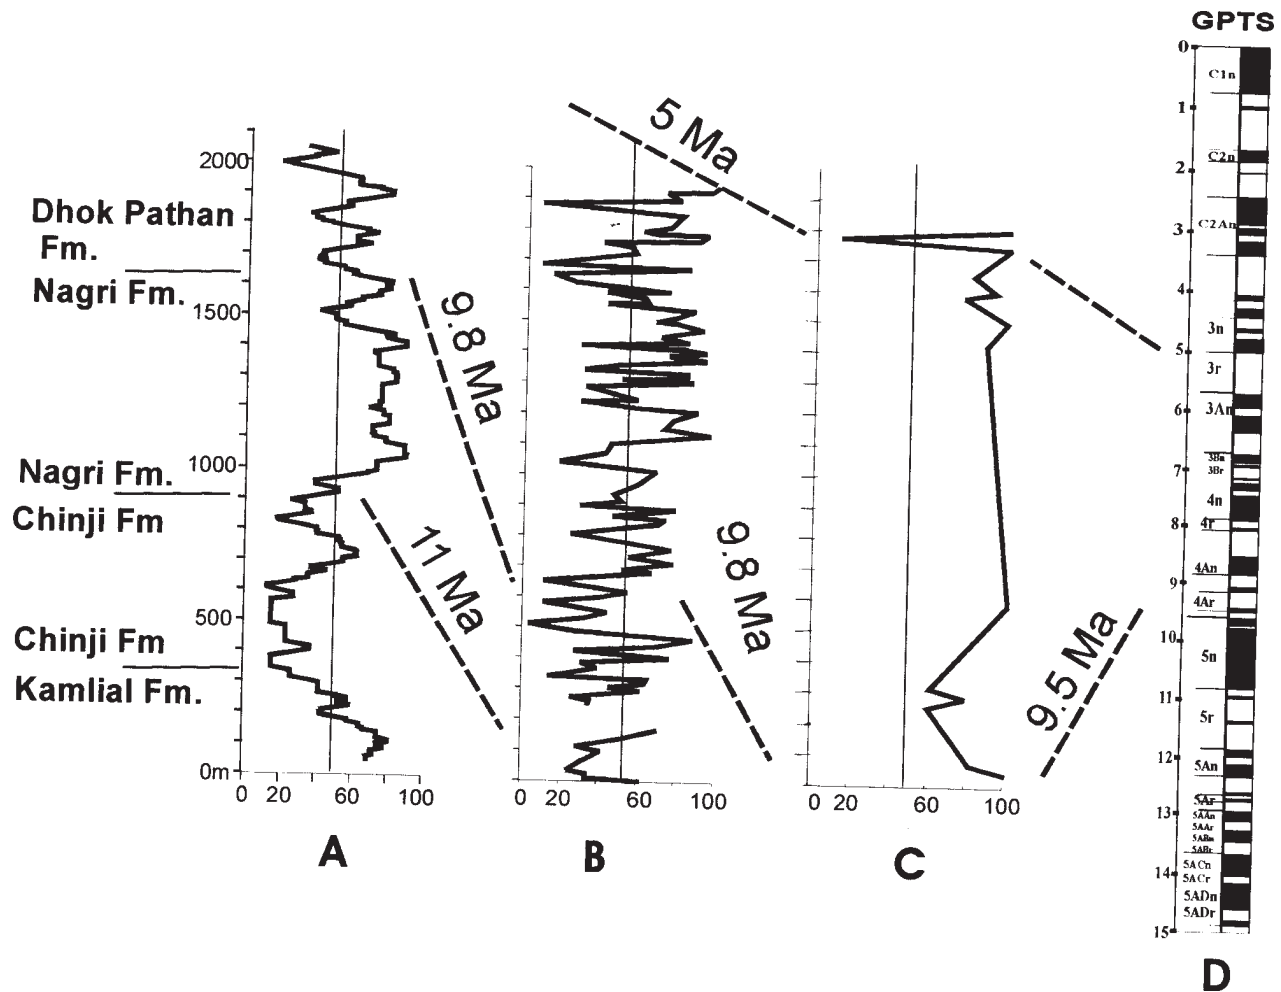 GPTS
0
C1n
1
C2n
2
C2An
3
4
3n
5
3r
6
3An
3Bn
7
3Br
4n
8
4r
4An
9
4Ar
10
5n
11
5r
12
5An
5Ar
13
5AAn
5AAr
5ABn
5ABr
5ACn
14
5ACr
5ADn
5ADr
15
D
2000
1500
1000
500
0m
Dhok Pathan
Fm.
Nagri Fm.
Nagri Fm.
Chinji Fm
Chinji Fm
Kamlial Fm.
5 Ma
9.8 Ma
11 Ma
9.8 Ma
9.5 Ma
0 20 60 100
A
0 20 60 100
B
0 20 60 100
C